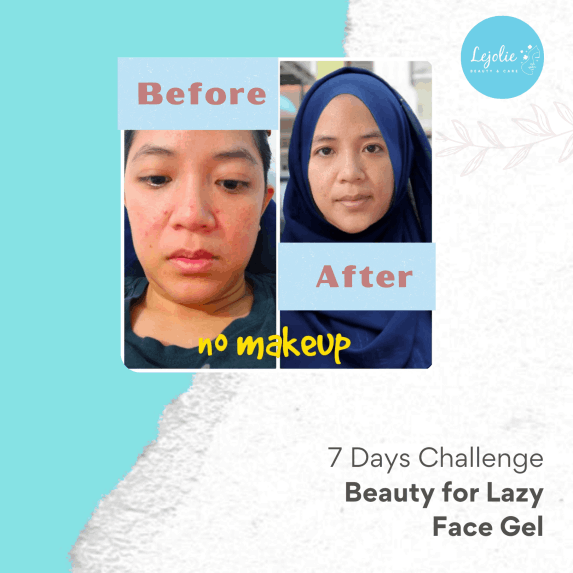 Lejolie
BEAUTY & CARE
Before
After
no makeup
7 Days Challenge
Beauty for Lazy
Face Gel